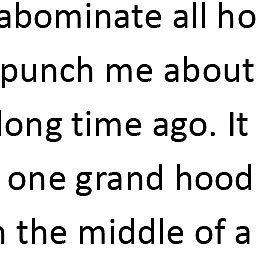 abominate all ho
punch me about
long time ago. It
one grand hood
the middle of a